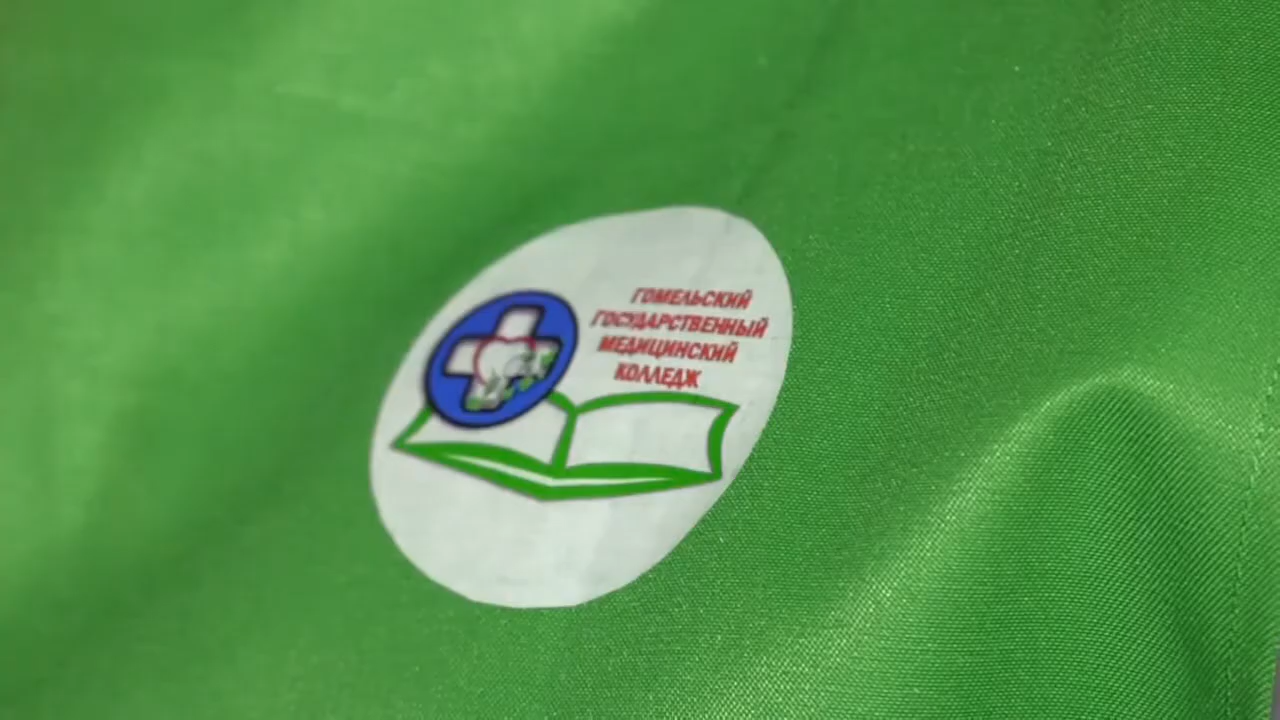 ГОМЕЛЬСКИЙ
ГОСУДАРСТВЕННЫЙ
МЕДИЦИНСКИЙ
КОЛЛЕДЖ